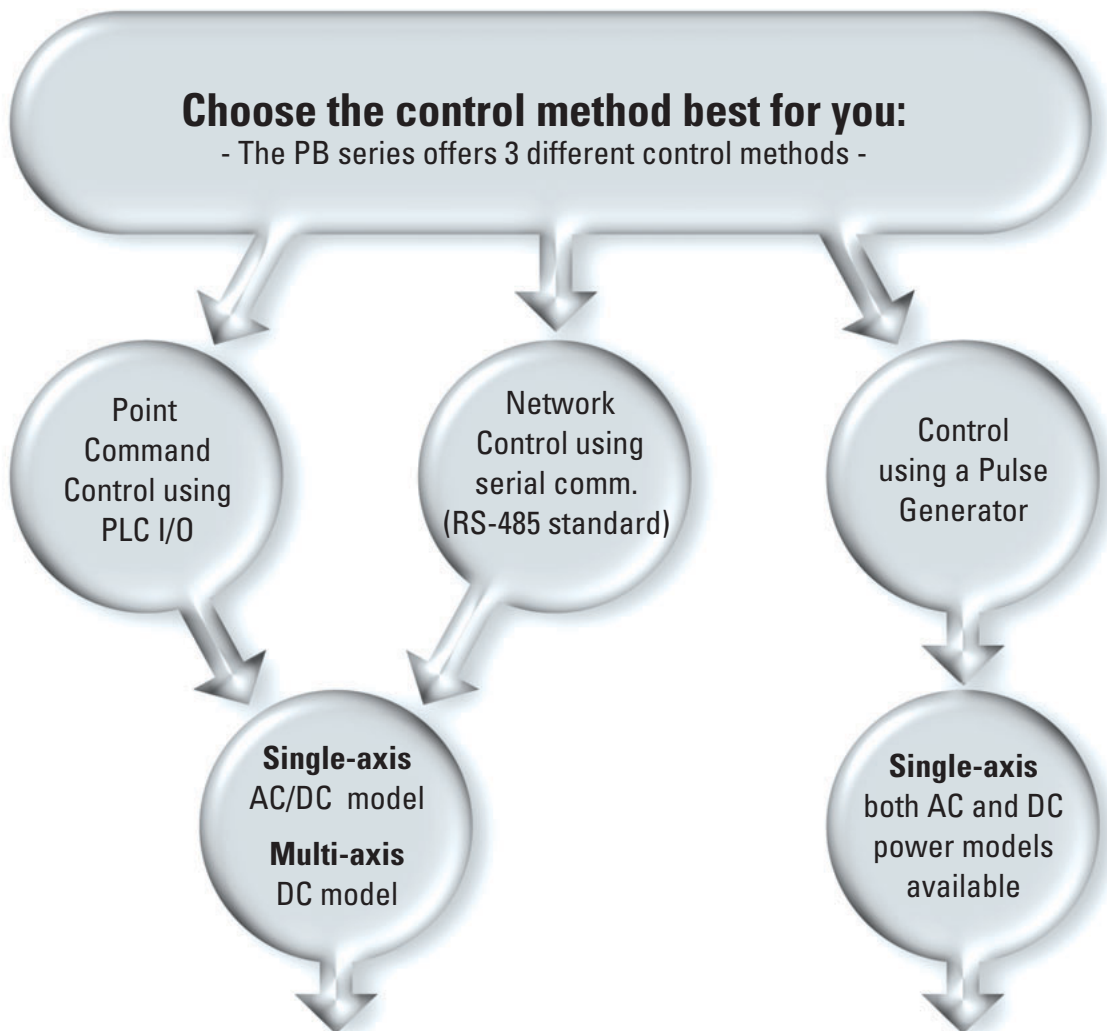 Choose the control method best for you:
- The PB series offers 3 different control methods -
Point
Command
Control using
PLC I/O
Network
Control using
serial comm.
(RS-485 standard)
Control
using a Pulse
Generator
Single-axis
AC/DC model
Multi-axis
DC model
Single-axis
both AC and DC
power models
available